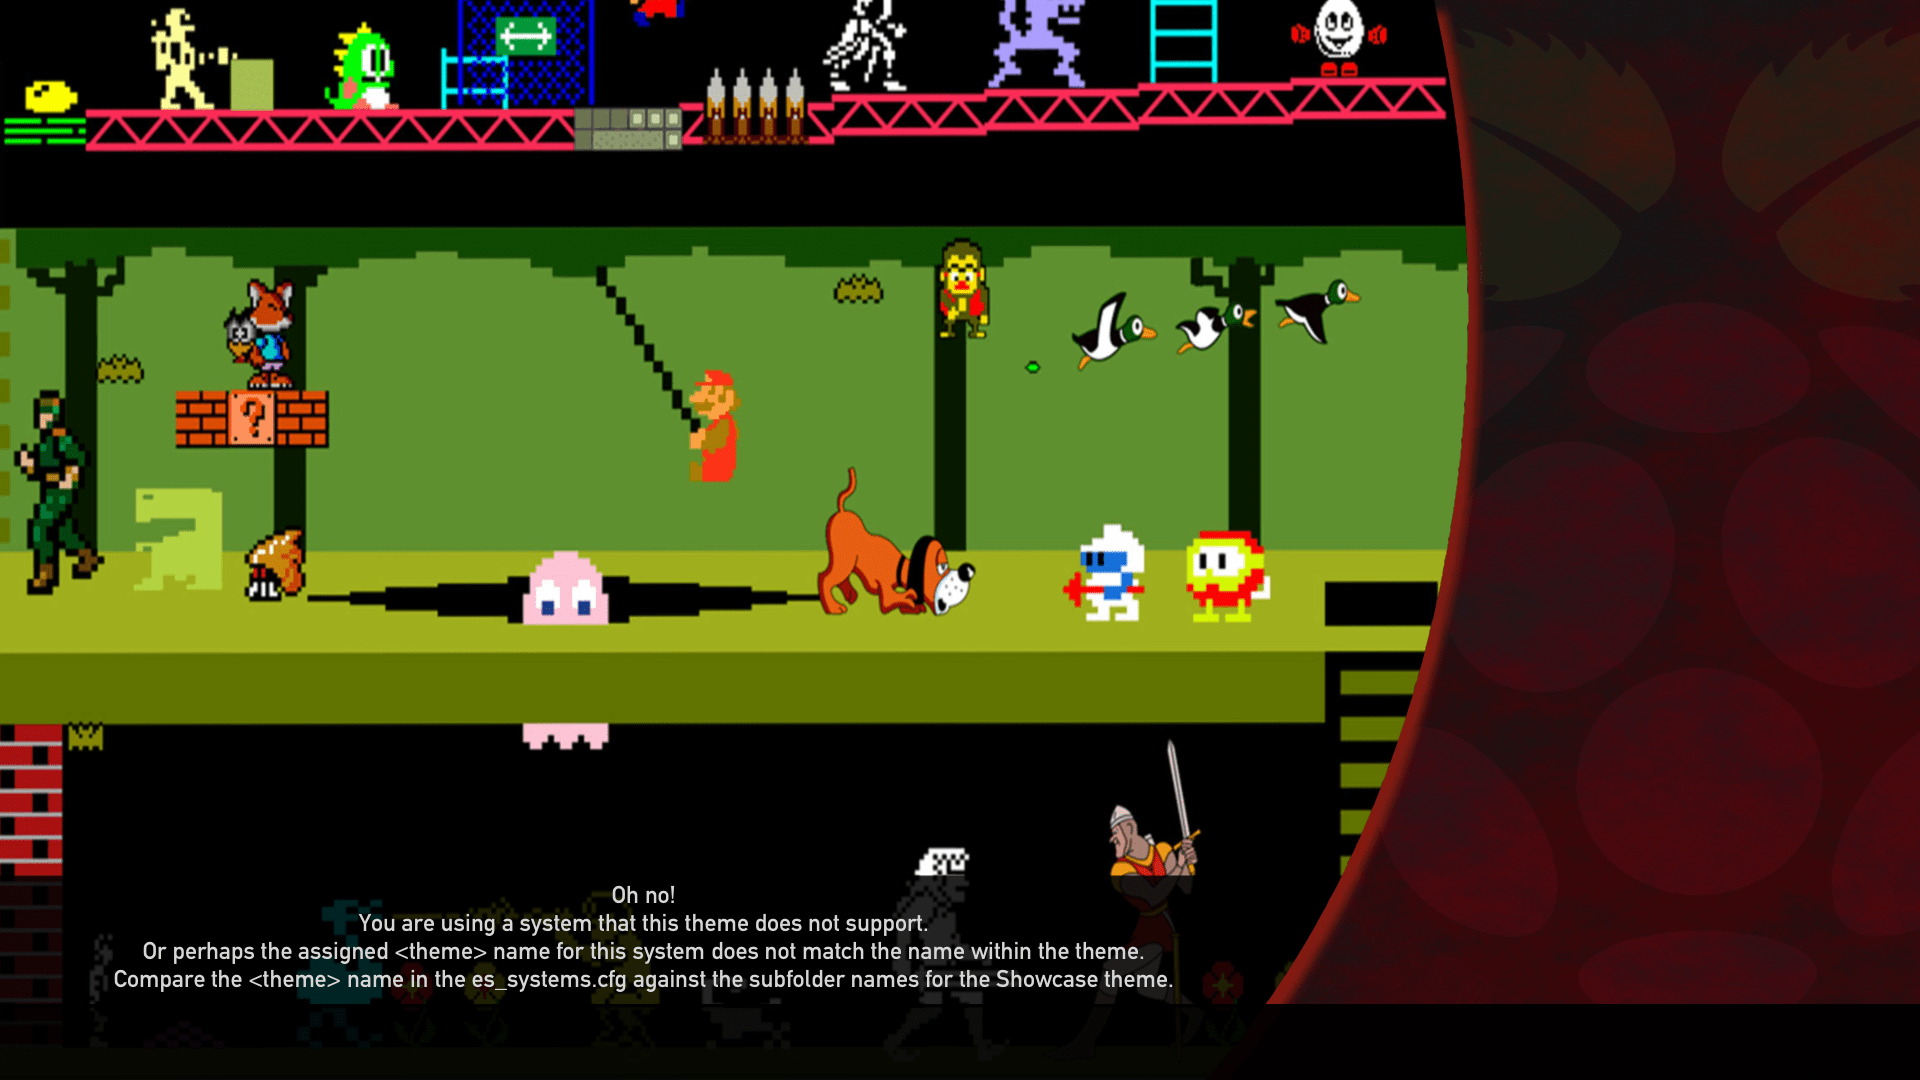 ?
Oh no!
You are using a system that this theme does not support.
Or perhaps the assigned <theme> name for this system does not match the name within the theme.
Compare the <theme> name in the es_systems.cfg against the subfolder names for the Showcase theme.